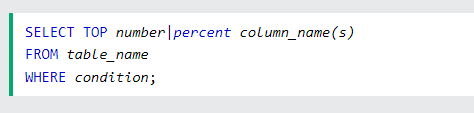 SELECT TOP number|percent column_name(s)
FROM table_name
WHERE condition;